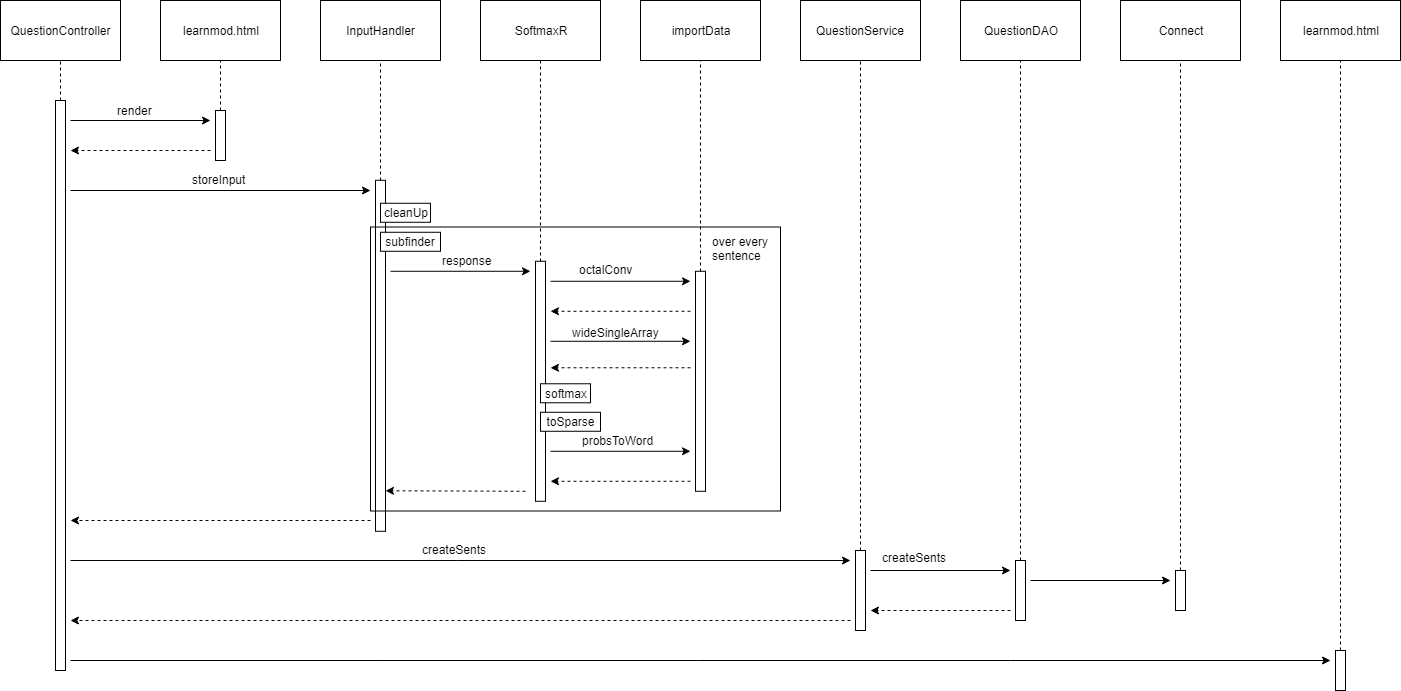 QuestionController
learnmod.html
InputHandler
SoftmaxR
importData
QuestionService
QuestionDAO
Connect
learnmod.html
render
storeInput
cleanUp
subfinder
over every
sentence
response
octalConv
wideSingleArray
softmax
toSparse
probsToWord
createSents
createSents